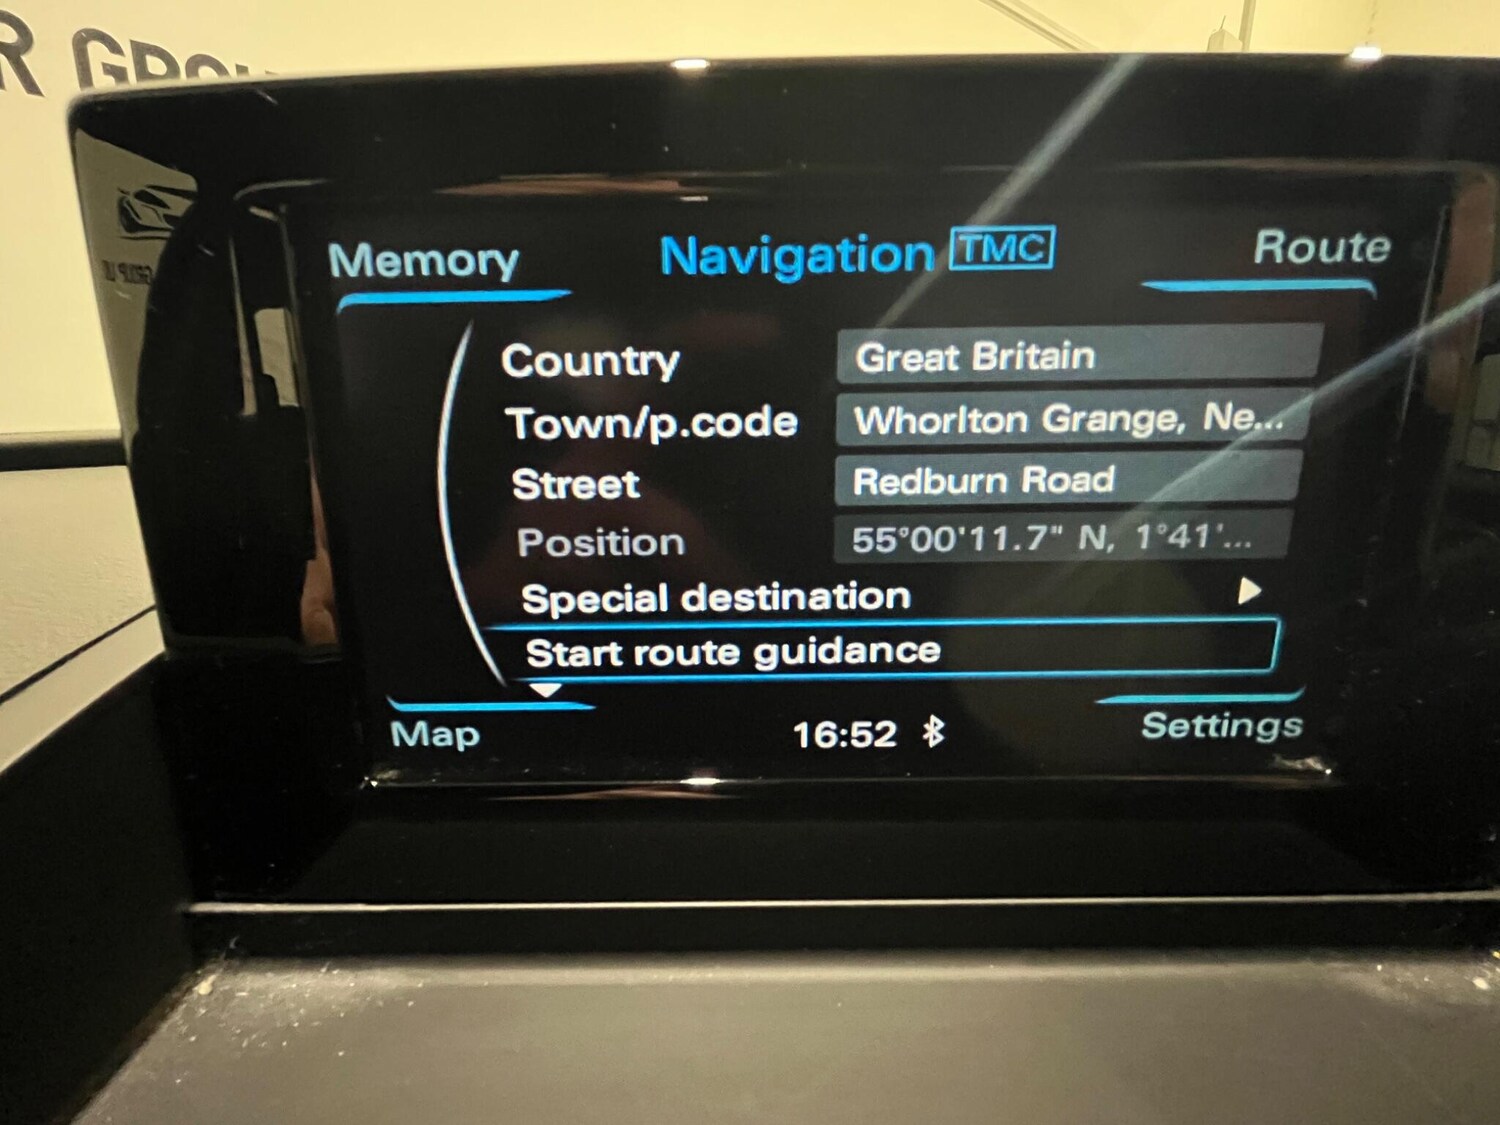 R GROU
Memory Navigation TMC Route
Country Great Britain
Town/p.code Whorlton Grange, Ne...
Street Redburn Road
Position 55°00'11.7" N, 1°41'...
Special destination
Start route guidance
Map 16:52 Settings